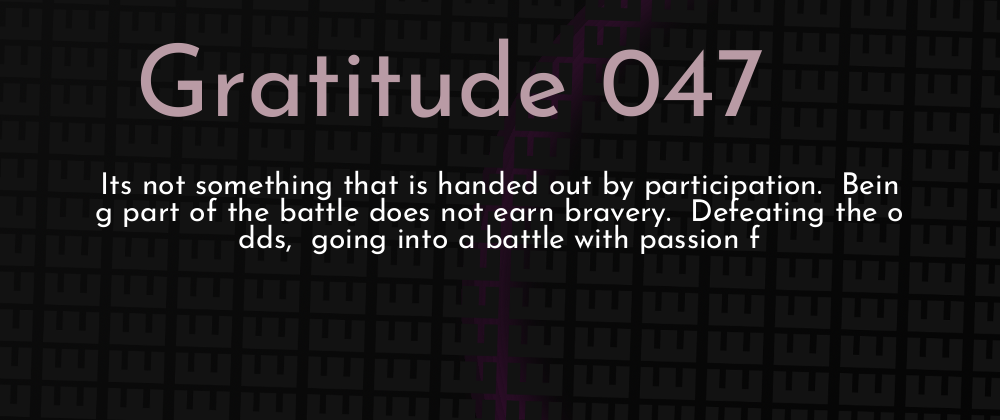 Gratitude 047
Its not something that is handed out by participation.  Bein
g part of the battle does not earn bravery.  Defeating the o
dds,  going into a battle with passion f